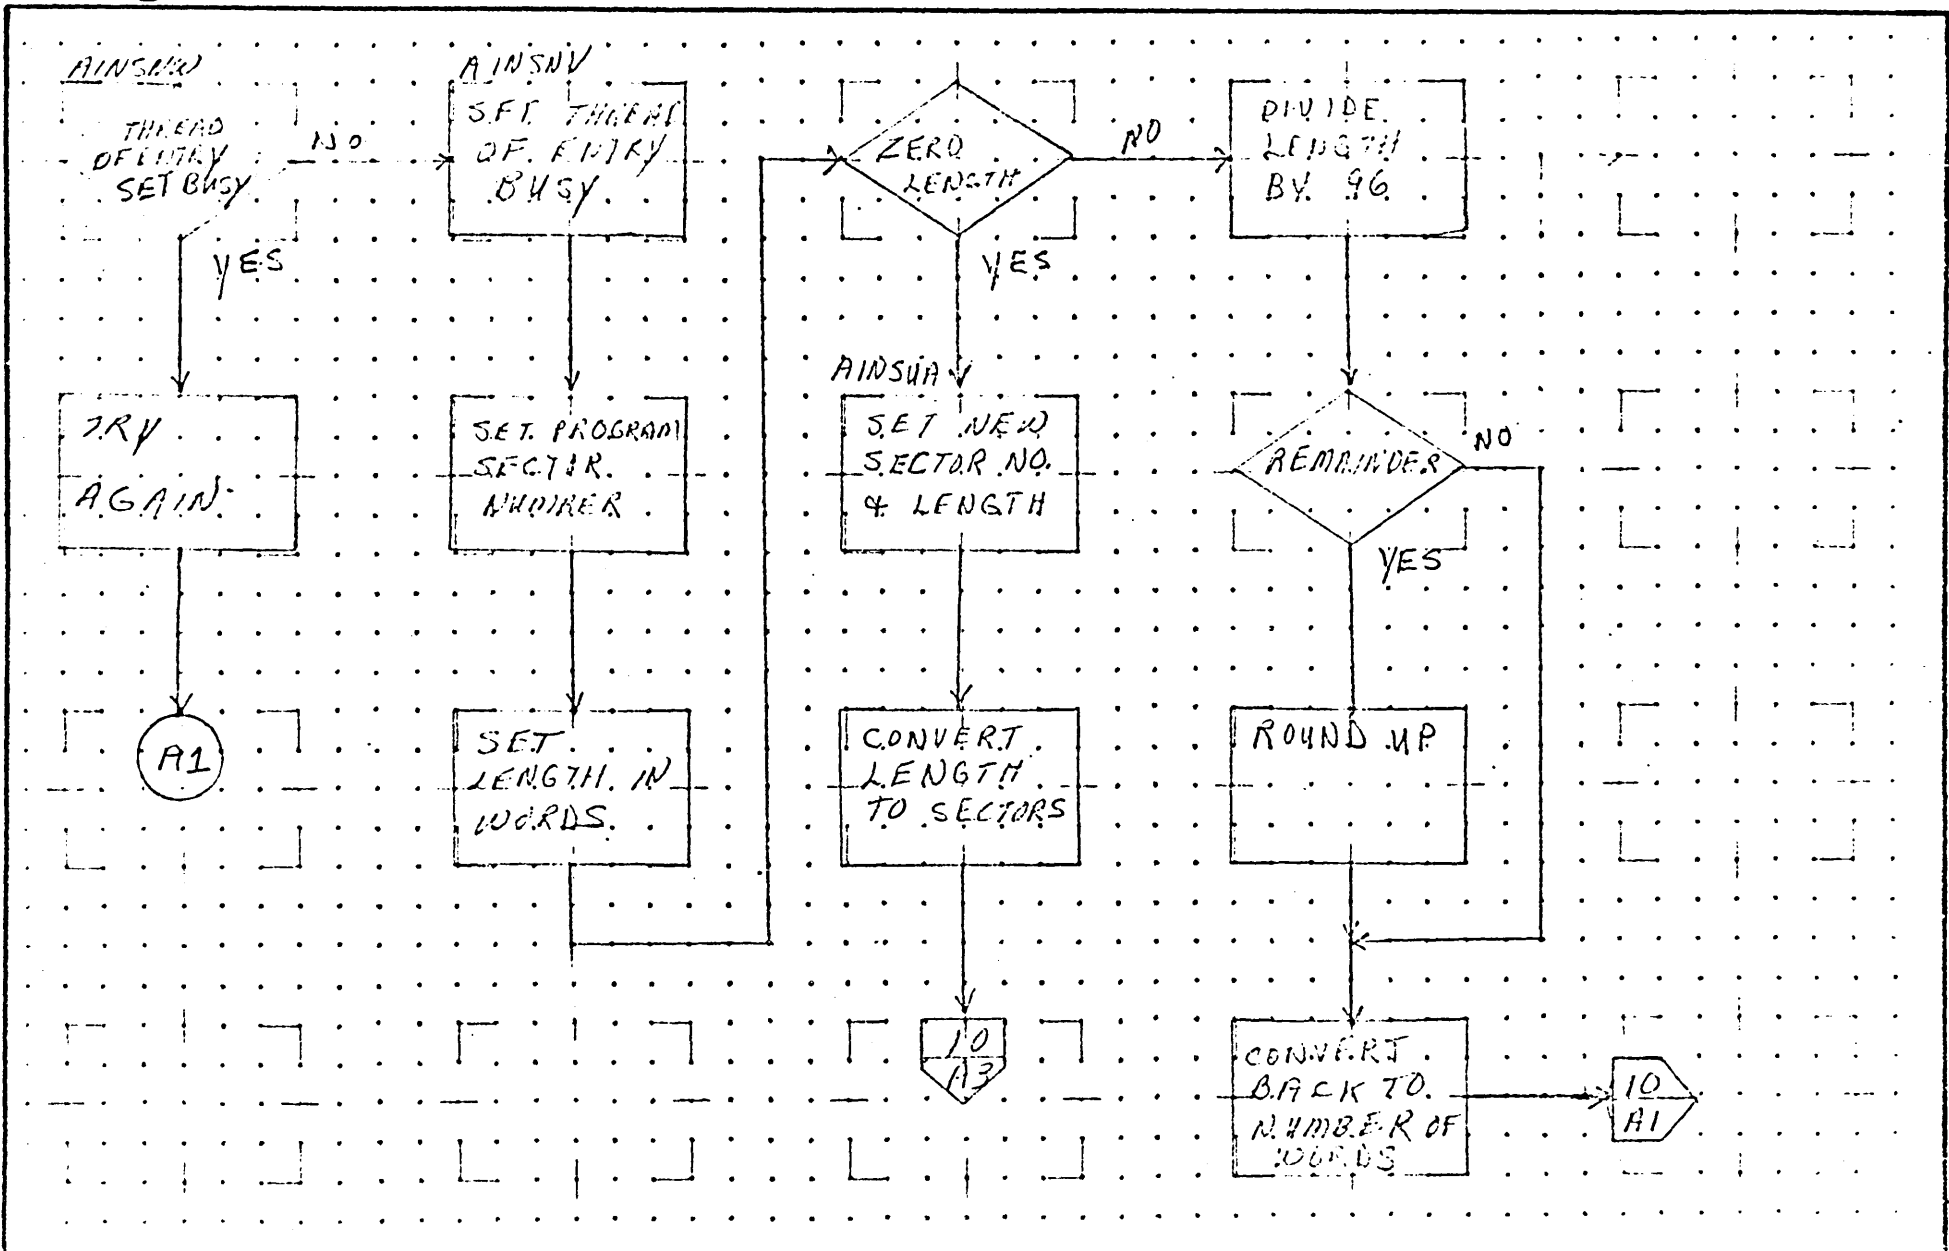 AINSNW
THREAD
OF ENTRY
SET BUSY
NO
YES
TRY
AGAIN
A1
AINSNV
SET THREAD
OF ENTRY
BUSY
SET PROGRAM
SECTOR
NUMBER
SET
LENGTH IN
WORDS
ZERO
LENGTH
NO
YES
AINSUA
SET NEW
SECTOR NO.
& LENGTH
CONVERT
LENGTH
TO SECTORS
10
A3
DIVIDE
LENGTH
BY 96
REMAINDER
NO
YES
ROUND UP
CONVERT
BACK TO
NUMBER OF
WORDS
10
A1